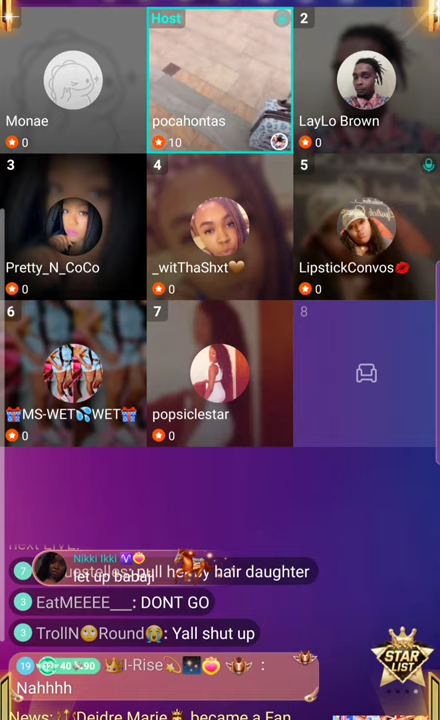 Host
2
Monae
0
pocahontas
10
LayLo Brown
0
3
4
5
Pretty_N_CoCo
0
_witThaShxt🤎
0
LipstickConvos💋
0
6
7
8
🎁MS-WET💦WET🎁
0
popsiclestar
0
next LIVE.
Nikki Ikki ♈
7 pull her hair daughter
let up babaji
3 EatMEEEE___: DONT GO
3 TrollN🙄Round😭: Yall shut up
19 40 90 👑I-Rise :
Nahhhh
STAR
LIST
News: Deidre Marie became a Fan